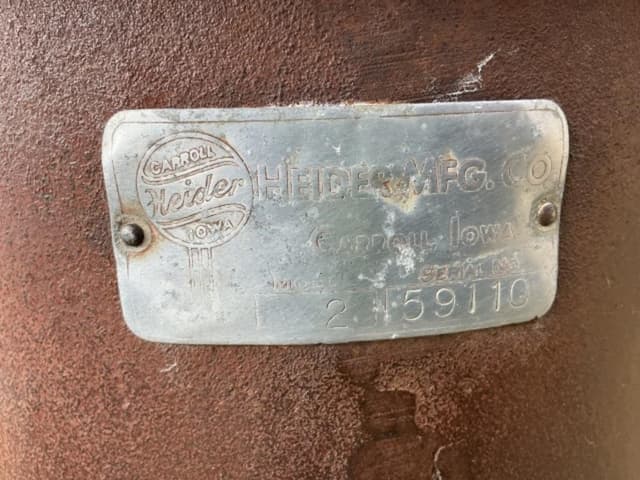 CARROLL
Heider
IOWA
HEIDER MFG. CO
CARROLL, IOWA
SERIAL No.
2 159110